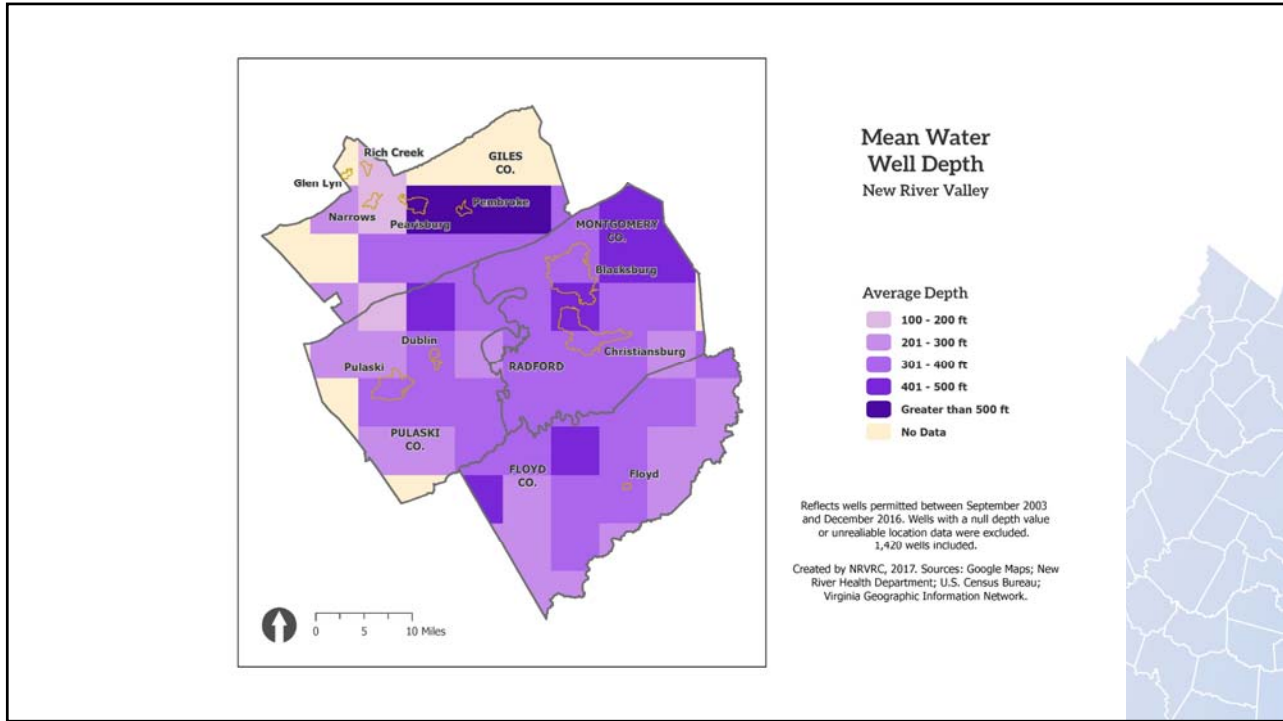 Mean Water
Well Depth
New River Valley
Rich Creek
GILES
CO.
Glen Lyn
Narrows
Pearisburg
Pembroke
MONTGOMERY
CO.
Blacksburg
Dublin
Pulaski
RADFORD
Christiansburg
PULASKI
CO.
FLOYD
CO.
Floyd
0 5 10 Miles
Average Depth
100 - 200 ft
201 - 300 ft
301 - 400 ft
401 - 500 ft
Greater than 500 ft
No Data
Reflects wells permitted between September 2003
and December 2016. Wells with a null depth value
or unrealiable location data were excluded.
1,420 wells included.
Created by NRVRC, 2017. Sources: Google Maps; New
River Health Department; U.S. Census Bureau;
Virginia Geographic Information Network.